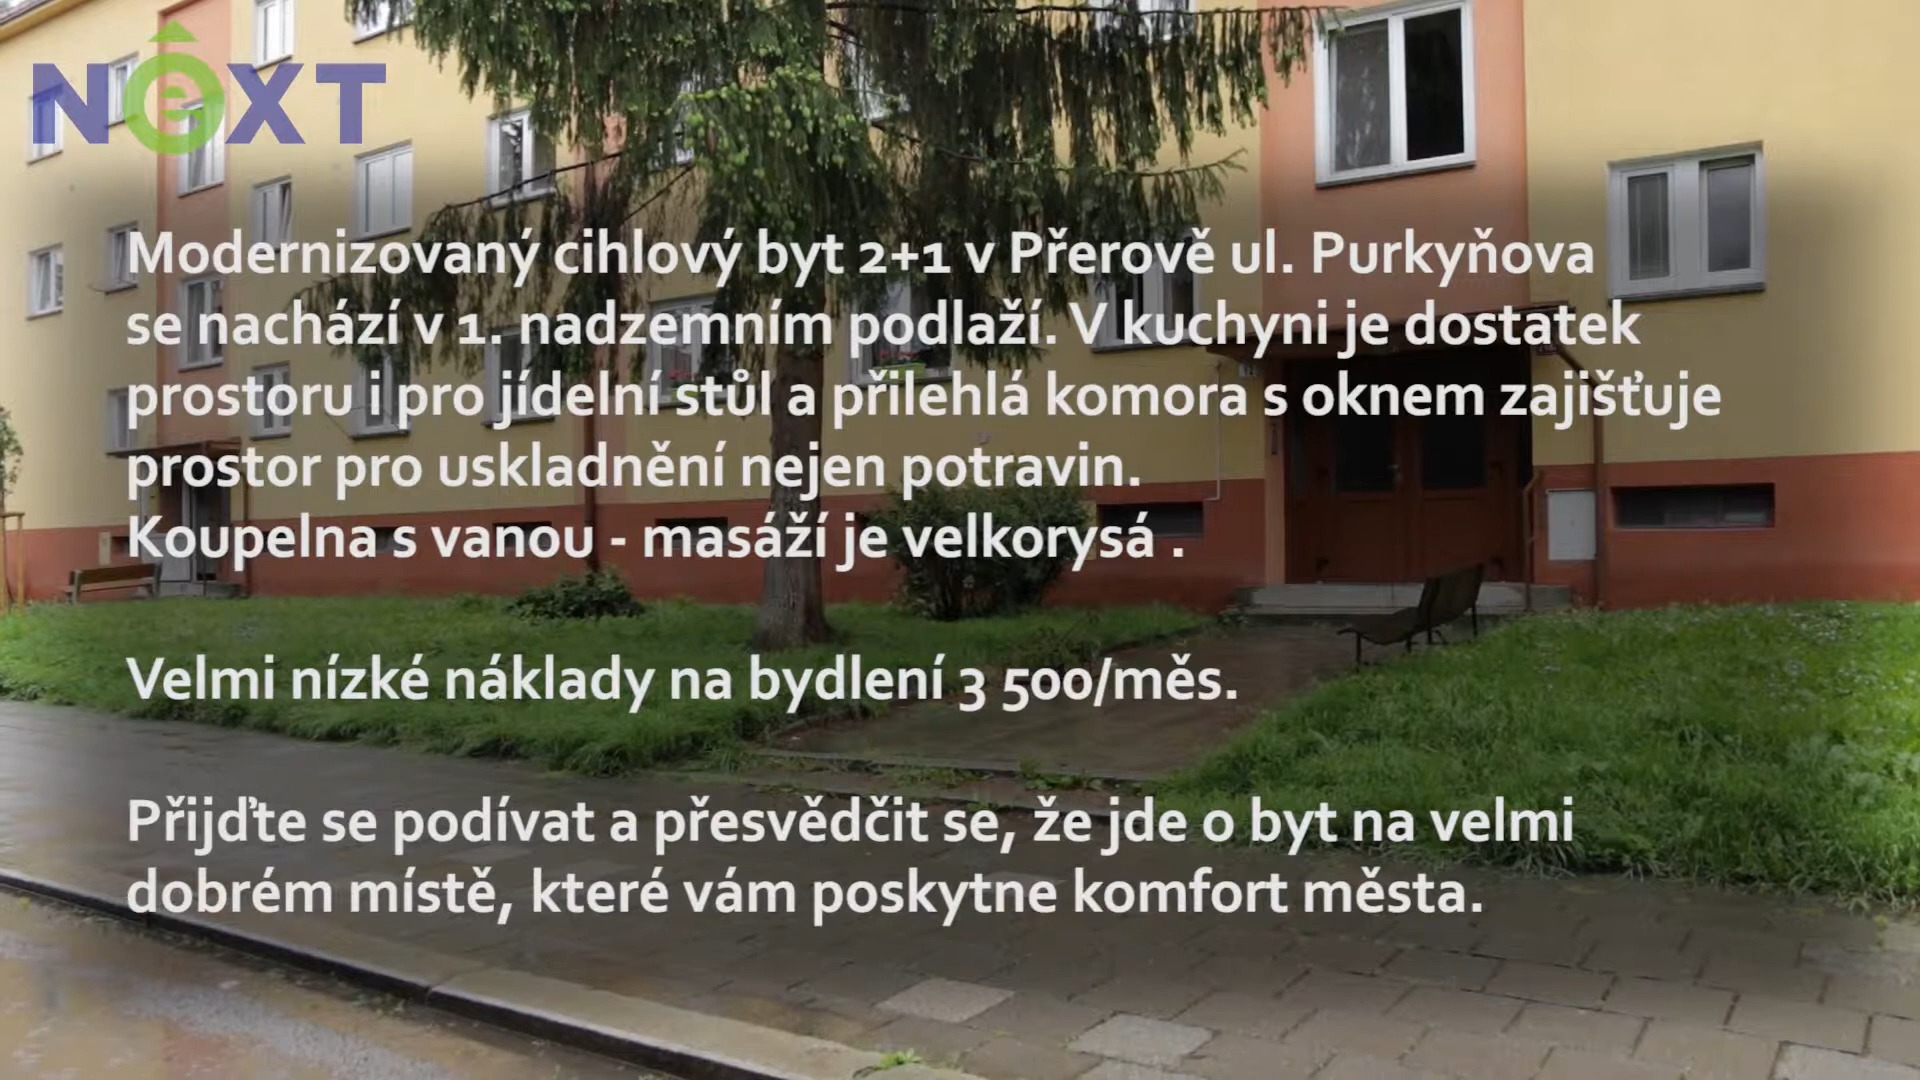 NeXT
Modernizovaný cihlový byt 2+1 v Přerově ul. Purkyňova
se nachází v 1. nadzemním podlaží. V kuchyni je dostatek
prostoru i pro jídelní stůl a přilehlá komora s oknem zajišťuje
prostor pro uskladnění nejen potravin.
Koupelna s vanou - masáží je velkorysá .
Velmi nízké náklady na bydlení 3 500/měs.
Přijďte se podívat a přesvědčit se, že jde o byt na velmi
dobrém místě, které vám poskytne komfort města.